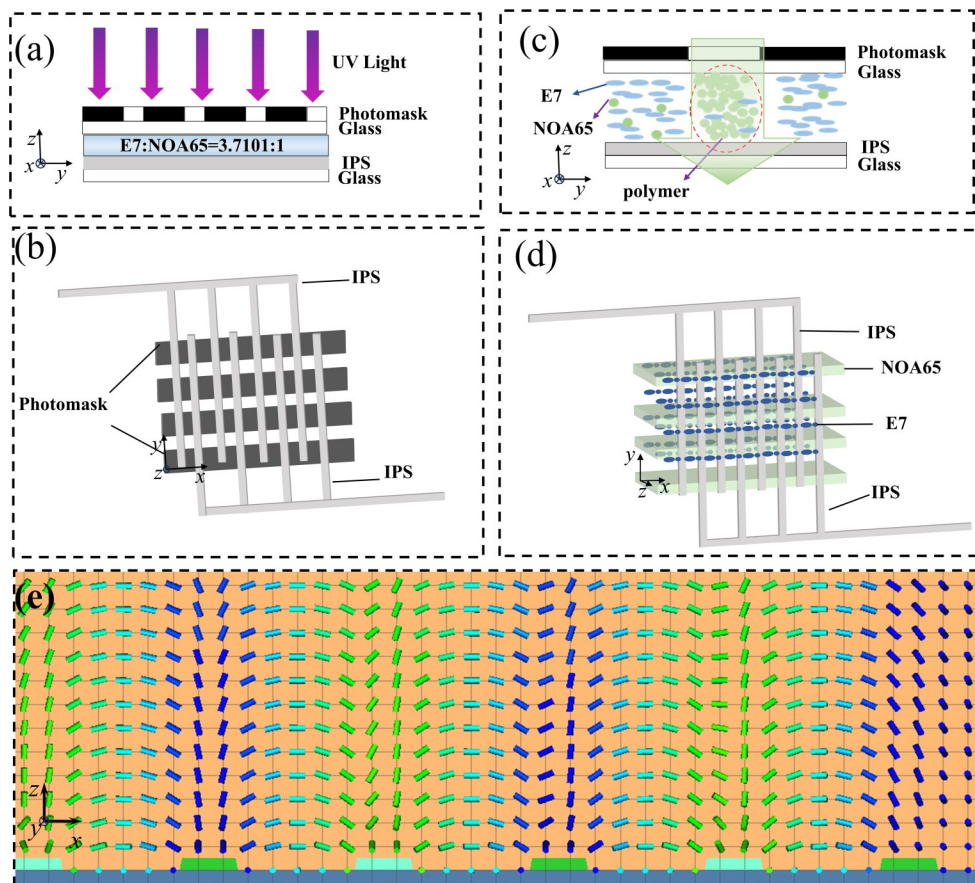 (a)
UV Light
Photomask
Glass
E7:NOA65=3.7101:1
IPS
Glass
z
x
y
(c)
Photomask
Glass
E7
NOA65
IPS
Glass
z
x
y
polymer
(b)
IPS
Photomask
y
z
x
IPS
(d)
IPS
NOA65
E7
y
z
x
IPS
(e)
z
y
x